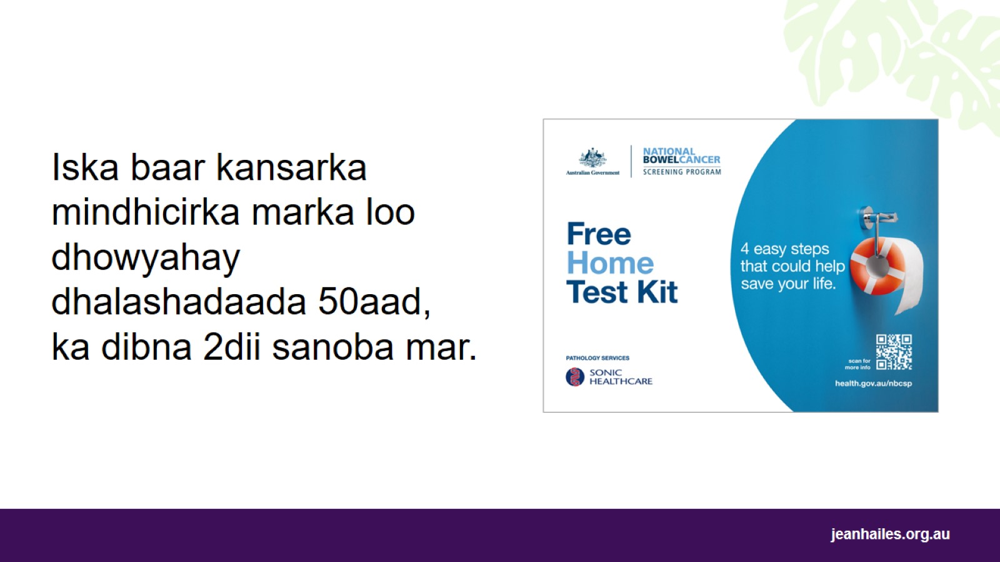 Iska baar kansarka
mindhicirka marka loo
dhowyahay
dhalashadaada 50aad,
ka dibna 2dii sanoba mar.
Australian Government
NATIONAL
BOWELCANCER
SCREENING PROGRAM
Free
Home
Test Kit
4 easy steps
that could help
save your life.
PATHOLOGY SERVICES
SONIC
HEALTHCARE
scan for
more info
health.gov.au/nbcsp
jeanhailes.org.au